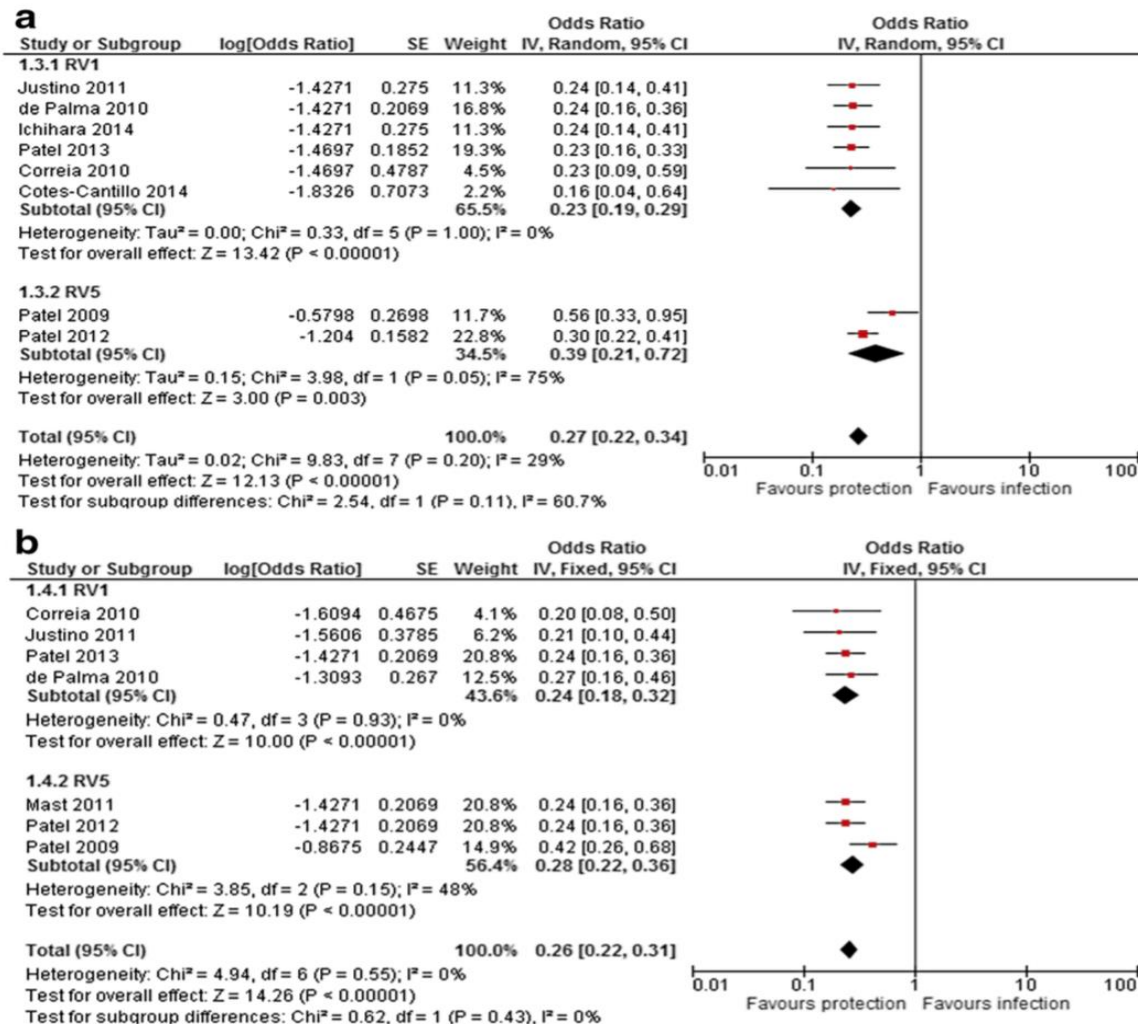 a
Odds Ratio Odds Ratio
Study or Subgroup log[Odds Ratio] SE Weight IV, Random, 95% CI IV, Random, 95% CI
1.3.1 RV1
Justino 2011 -1.4271 0.275 11.3% 0.24 [0.14, 0.41]
de Palma 2010 -1.4271 0.2069 16.8% 0.24 [0.16, 0.36]
Ichihara 2014 -1.4271 0.275 11.3% 0.24 [0.14, 0.41]
Patel 2013 -1.4697 0.1852 19.3% 0.23 [0.16, 0.33]
Correia 2010 -1.4697 0.4787 4.5% 0.23 [0.09, 0.59]
Cotes-Cantillo 2014 -1.8326 0.7073 2.2% 0.16 [0.04, 0.64]
Subtotal (95% CI) 65.5% 0.23 [0.19, 0.29]
Heterogeneity: Tau² = 0.00; Chi² = 0.33, df = 5 (P = 1.00); I² = 0%
Test for overall effect: Z = 13.42 (P < 0.00001)
1.3.2 RV5
Patel 2009 -0.5798 0.2698 11.7% 0.56 [0.33, 0.95]
Patel 2012 -1.204 0.1582 22.8% 0.30 [0.22, 0.41]
Subtotal (95% CI) 34.5% 0.39 [0.21, 0.72]
Heterogeneity: Tau² = 0.15; Chi² = 3.98, df = 1 (P = 0.05); I² = 75%
Test for overall effect: Z = 3.00 (P = 0.003)
Total (95% CI) 100.0% 0.27 [0.22, 0.34]
Heterogeneity: Tau² = 0.02; Chi² = 9.83, df = 7 (P = 0.20); I² = 29%
Test for overall effect: Z = 12.13 (P < 0.00001)
Test for subgroup differences: Chi² = 2.54, df = 1 (P = 0.11), I² = 60.7%
0.01 0.1 1 10 100
Favours protection Favours infection
b
Odds Ratio Odds Ratio
Study or Subgroup log[Odds Ratio] SE Weight IV, Fixed, 95% CI IV, Fixed, 95% CI
1.4.1 RV1
Correia 2010 -1.6094 0.4675 4.1% 0.20 [0.08, 0.50]
Justino 2011 -1.5606 0.3785 6.2% 0.21 [0.10, 0.44]
Patel 2013 -1.4271 0.2069 20.8% 0.24 [0.16, 0.36]
de Palma 2010 -1.3093 0.267 12.5% 0.27 [0.16, 0.46]
Subtotal (95% CI) 43.6% 0.24 [0.18, 0.32]
Heterogeneity: Chi² = 0.47, df = 3 (P = 0.93); I² = 0%
Test for overall effect: Z = 10.00 (P < 0.00001)
1.4.2 RV5
Mast 2011 -1.4271 0.2069 20.8% 0.24 [0.16, 0.36]
Patel 2012 -1.4271 0.2069 20.8% 0.24 [0.16, 0.36]
Patel 2009 -0.8675 0.2447 14.9% 0.42 [0.26, 0.68]
Subtotal (95% CI) 56.4% 0.28 [0.22, 0.36]
Heterogeneity: Chi² = 3.85, df = 2 (P = 0.15); I² = 48%
Test for overall effect: Z = 10.19 (P < 0.00001)
Total (95% CI) 100.0% 0.26 [0.22, 0.31]
Heterogeneity: Chi² = 4.94, df = 6 (P = 0.55); I² = 0%
Test for overall effect: Z = 14.26 (P < 0.00001)
Test for subgroup differences: Chi² = 0.62, df = 1 (P = 0.43), I² = 0%
0.01 0.1 1 10 100
Favours protection Favours infection